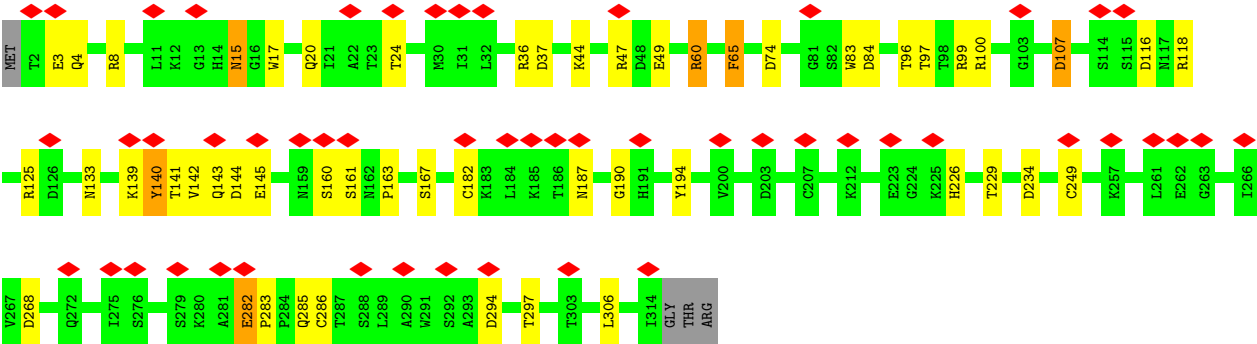 MET T2 E3 Q4 R8 L11 K12 G13 H14 N15 G16 W17 Q20 I21 A22 T23 T24 M30 I31 L32 R36 D37 K44 R47 D48 E49 R60 F65 D74 G81 S82 W83 D84 T96 T97 T98 R99 R100 G103 D107 S114 S115 D116 N117 R118
R125 D126 N133 K139 Y140 T141 V142 Q143 D144 E145 N159 S160 S161 N162 P163 S167 C182 K183 L184 K185 T186 N187 G190 H191 Y194 V200 D203 C207 K212 E223 G224 K225 H226 T229 D234 C249 K257 L261 E262 G263 I266
V267 D268 Q272 I275 S276 S279 K280 A281 E282 P283 P284 Q285 C286 T287 S288 L289 A290 W291 S292 A293 D294 T297 T303 L306 I314 GLY THR ARG